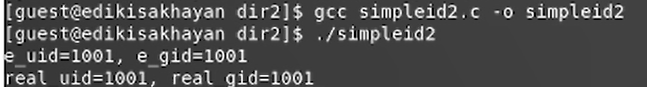 [guest@edikisakhayan dir2]$ gcc simpleid2.c -o simpleid2
[guest@edikisakhayan dir2]$ ./simpleid2
e_uid=1001, e_gid=1001
real uid=1001, real gid=1001